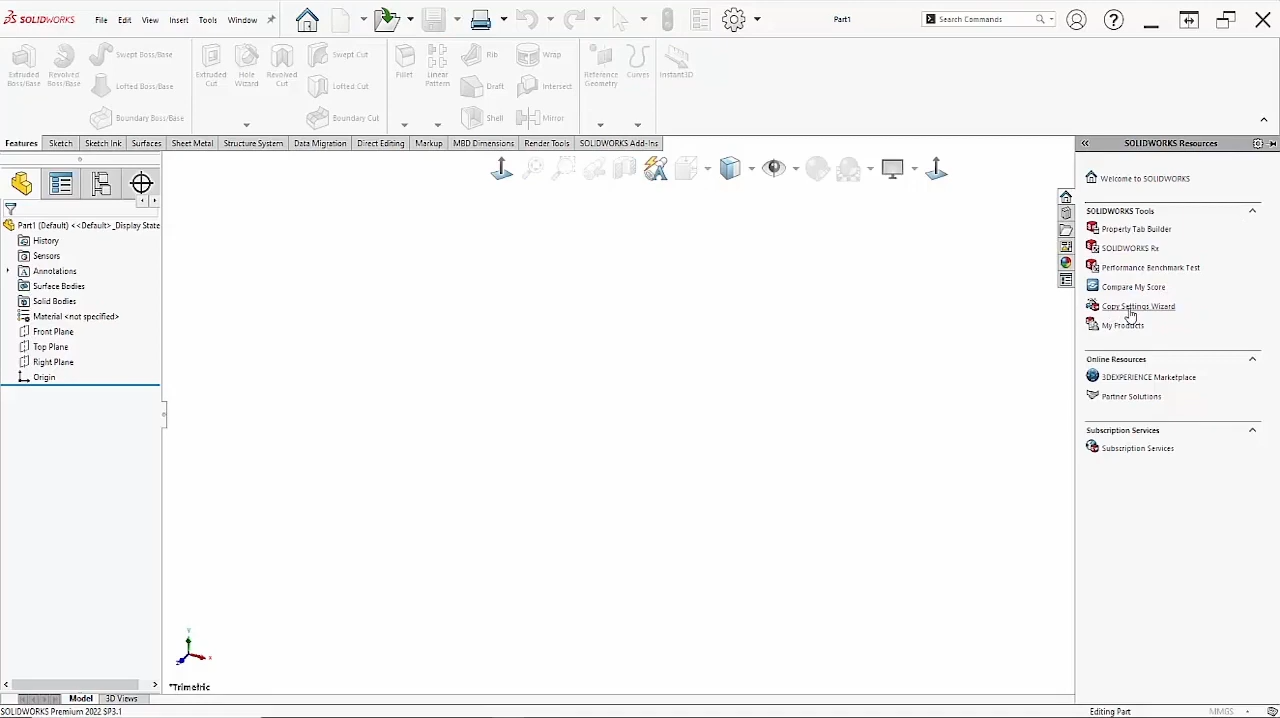 SOLIDWORKS File Edit View Insert Tools Window Part1 Search Commands
Extruded Boss/Base
Revolved Boss/Base
Swept Boss/Base
Lofted Boss/Base
Boundary Boss/Base
Extruded Cut
Hole Wizard
Revolved Cut
Swept Cut
Lofted Cut
Boundary Cut
Fillet
Linear Pattern
Rib
Draft
Shell
Wrap
Intersect
Mirror
Reference Geometry
Curves
Instant3D
Features Sketch Sketch Ink Surfaces Sheet Metal Structure System Data Migration Direct Editing Markup MBD Dimensions Render Tools SOLIDWORKS Add-Ins
Part1 (Default) <<Default>_Display State
History
Sensors
Annotations
Surface Bodies
Solid Bodies
Material <not specified>
Front Plane
Top Plane
Right Plane
Origin
Y
X
Z
*Trimetric
SOLIDWORKS Resources
Welcome to SOLIDWORKS
SOLIDWORKS Tools
Property Tab Builder
SOLIDWORKS Rx
Performance Benchmark Test
Compare My Score
Copy Settings Wizard
My Products
Online Resources
3DEXPERIENCE Marketplace
Partner Solutions
Subscription Services
Subscription Services
Model 3D Views
SOLIDWORKS Premium 2022 SP3.1 Editing Part MMGS